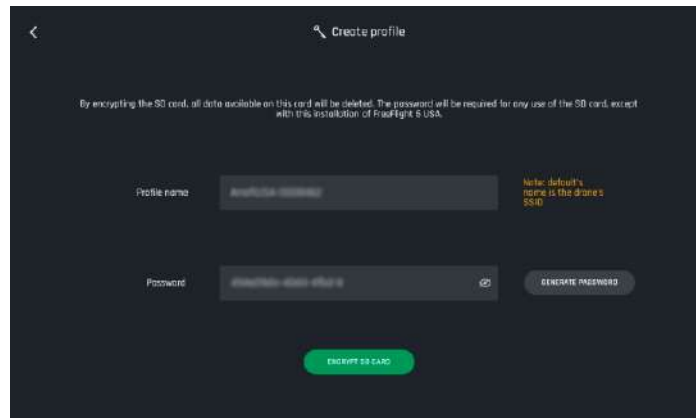 Create profile
By encrypting the SD card, all data available on this card will be deleted. The password will be required for any use of the SD card, except
with this installation of FreeFlight 6 USA.
Profile name
Note: default's
name is the drone's
SSID
Password
GENERATE PASSWORD
ENCRYPT SD CARD